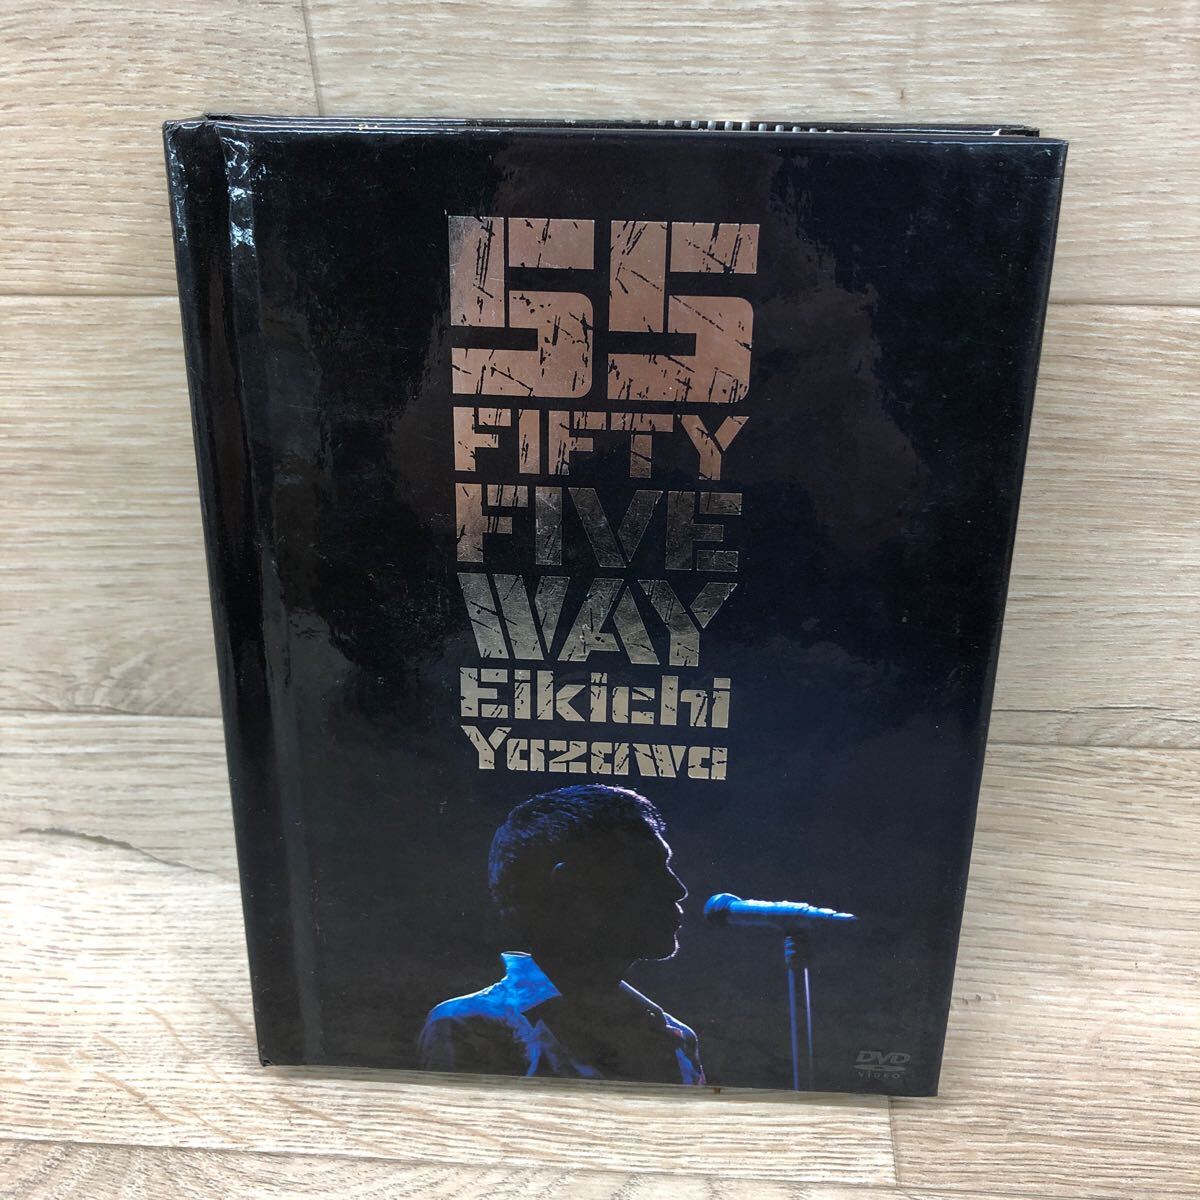 55
FIFTY
FIVE
WAY
Eikichi
Yazawa
DVD
VIDEO